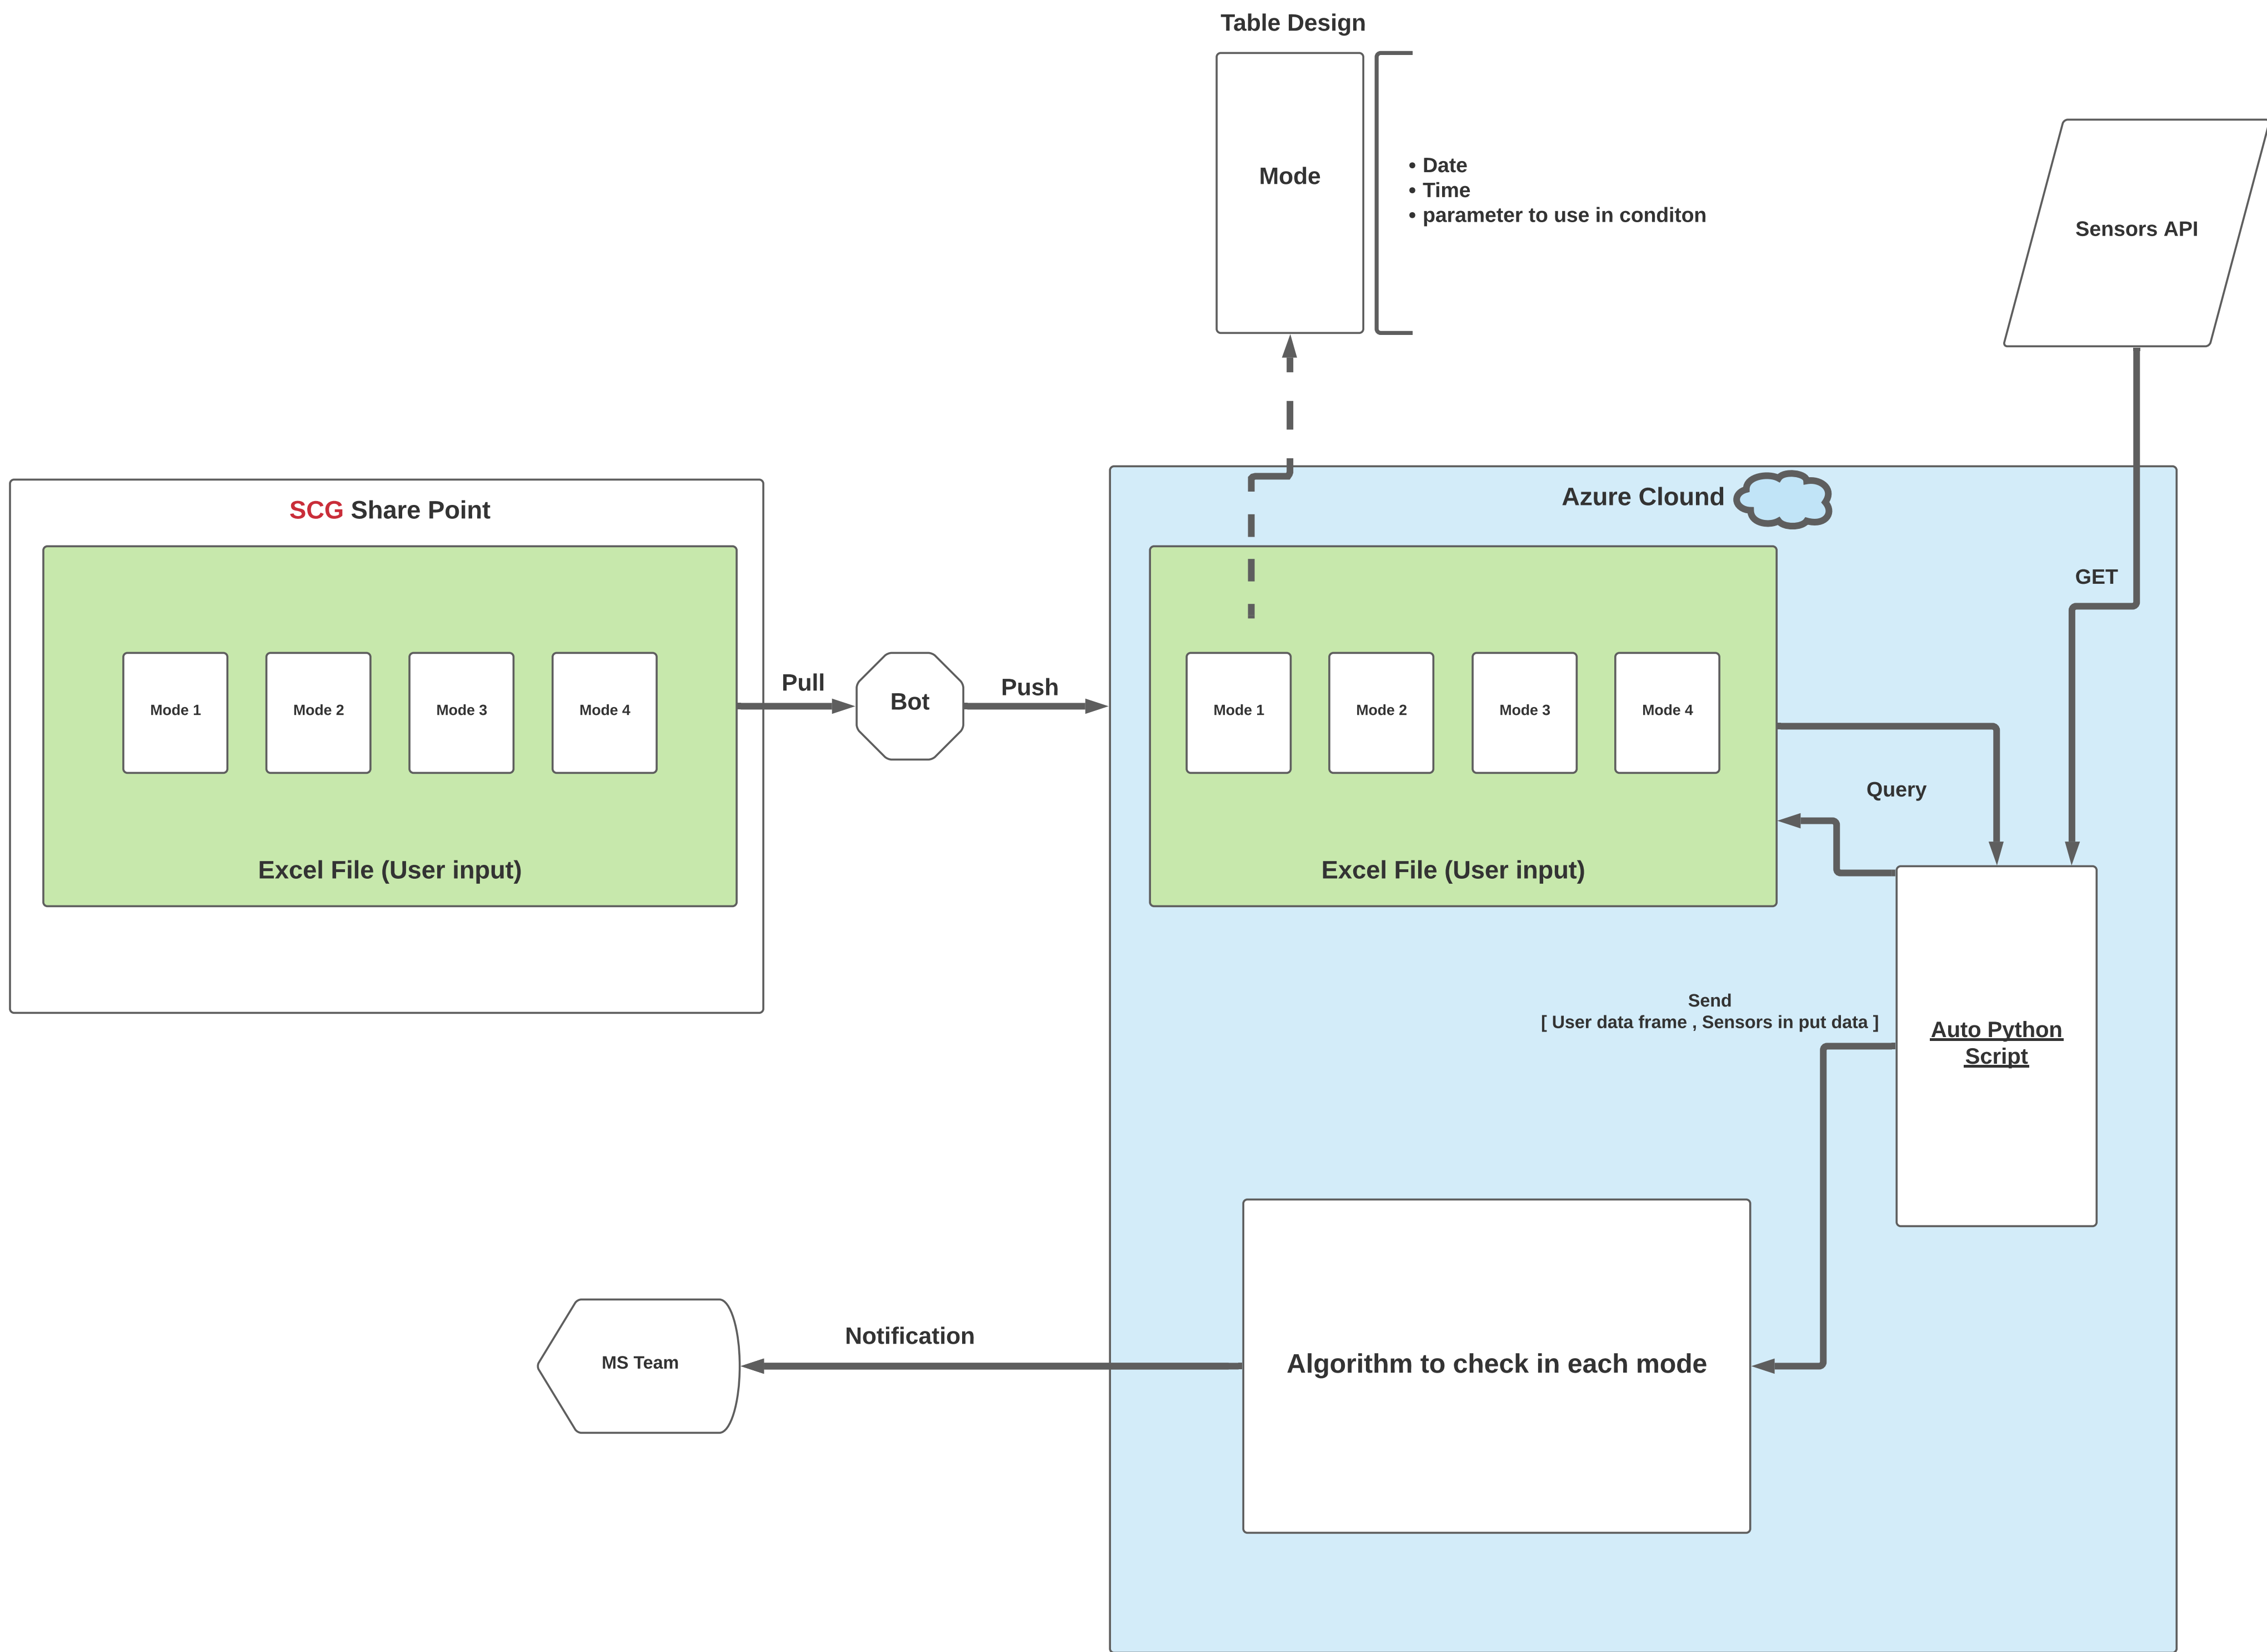 Table Design
Mode
• Date
• Time
• parameter to use in conditon
Sensors API
SCG Share Point
Mode 1
Mode 2
Mode 3
Mode 4
Excel File (User input)
Pull
Bot
Push
Azure Clound
Mode 1
Mode 2
Mode 3
Mode 4
Excel File (User input)
GET
Query
Send
[ User data frame , Sensors in put data ]
Auto Python
Script
Algorithm to check in each mode
Notification
MS Team